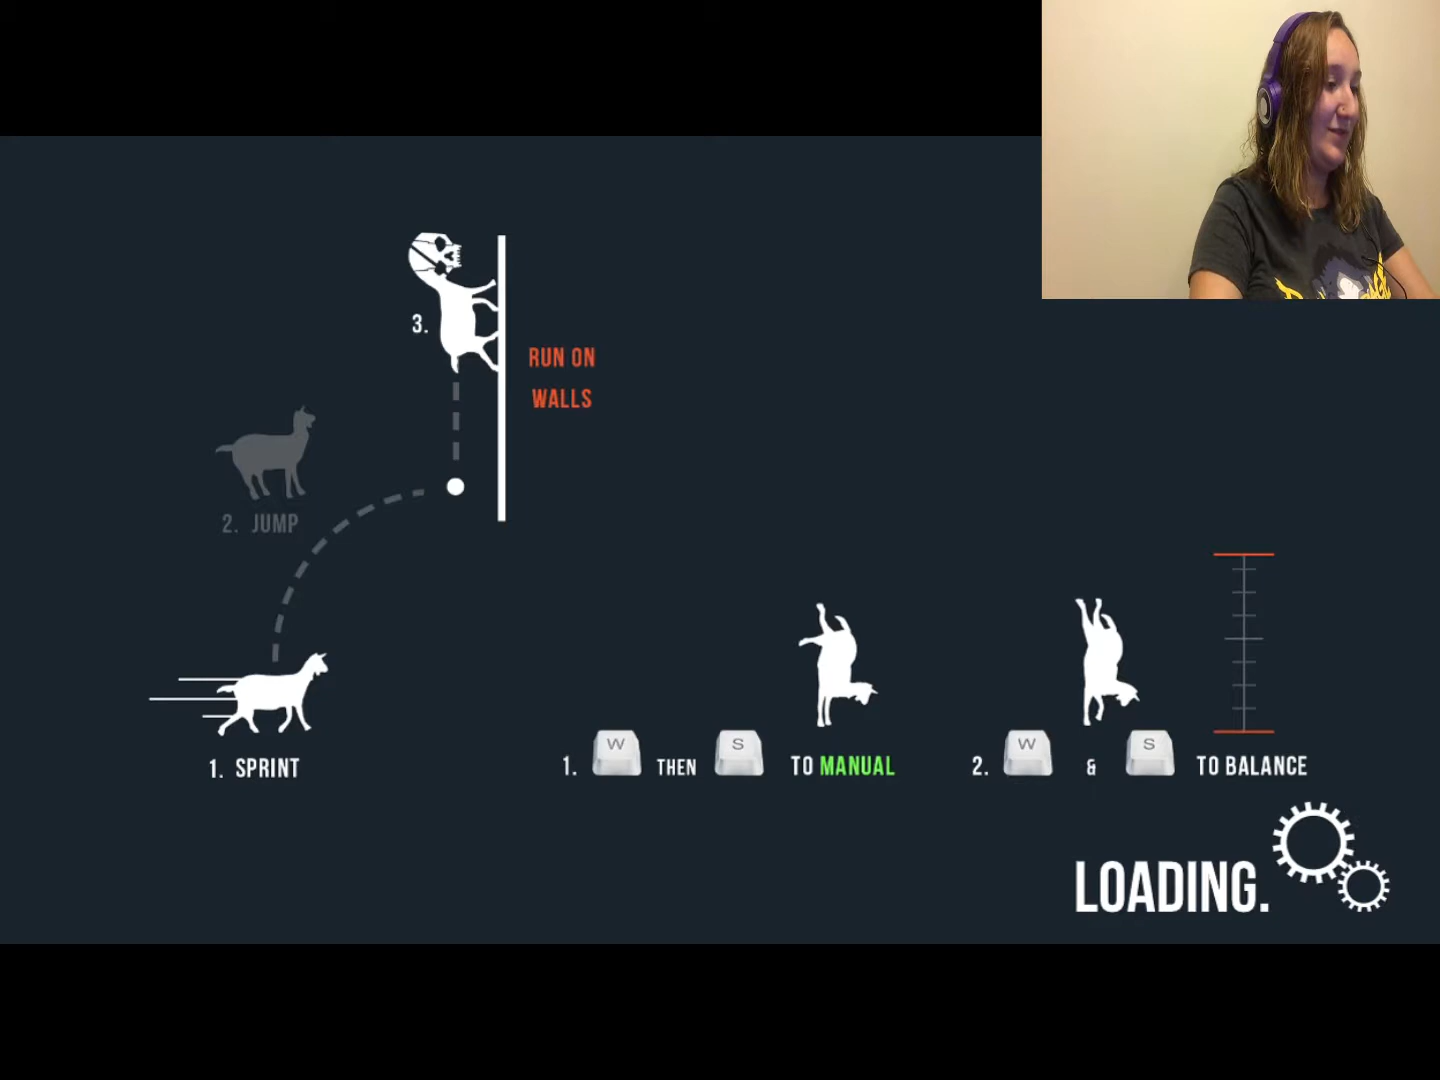 3.
RUN ON
WALLS
2. JUMP
1. SPRINT
1. W THEN S TO MANUAL
2. W & S TO BALANCE
LOADING.